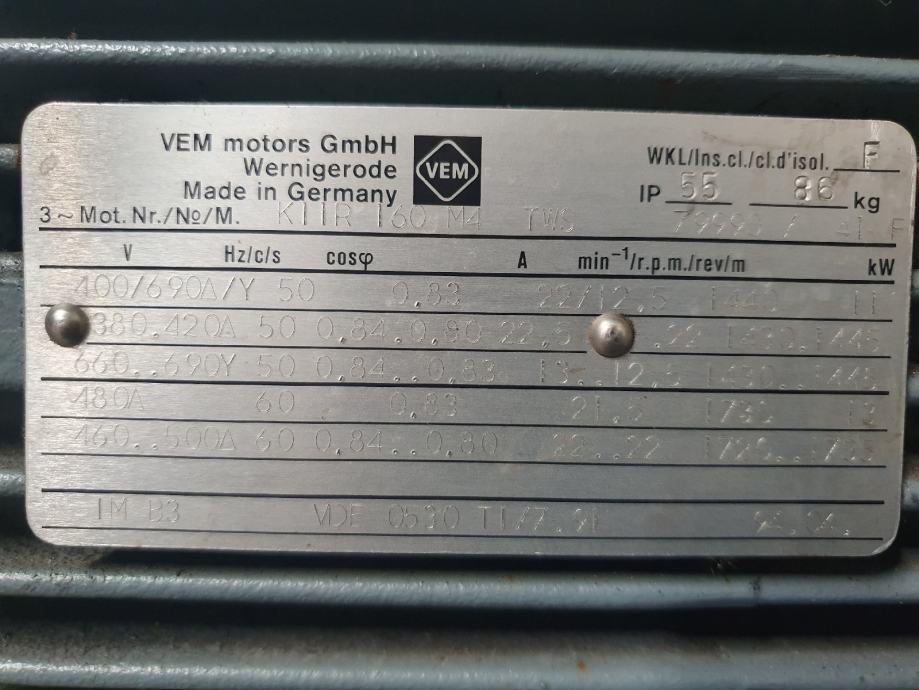 VEM motors GmbH
Wernigerode
Made in Germany
VEM
WKL/Ins.cl./cl.d'isol. F
IP 55 86 kg
3~ Mot. Nr./№/M. K11R 160 M4 TWS
V Hz/c/s cosφ A min⁻¹/r.p.m./rev/m kW
400/690Δ/Y 50 0,83 22/12,5 1440 11
380..420Δ 50 0,84..0,80 22,5 22 1430..1445
660..690Y 50 0,84..0,83 13..12,5 1430..1445
480Δ 60 0,83 21,5 13
460..500Δ 60 0,84..0,80 22..22 1725..1735
IM B3 VDE 0530 T1/7.91